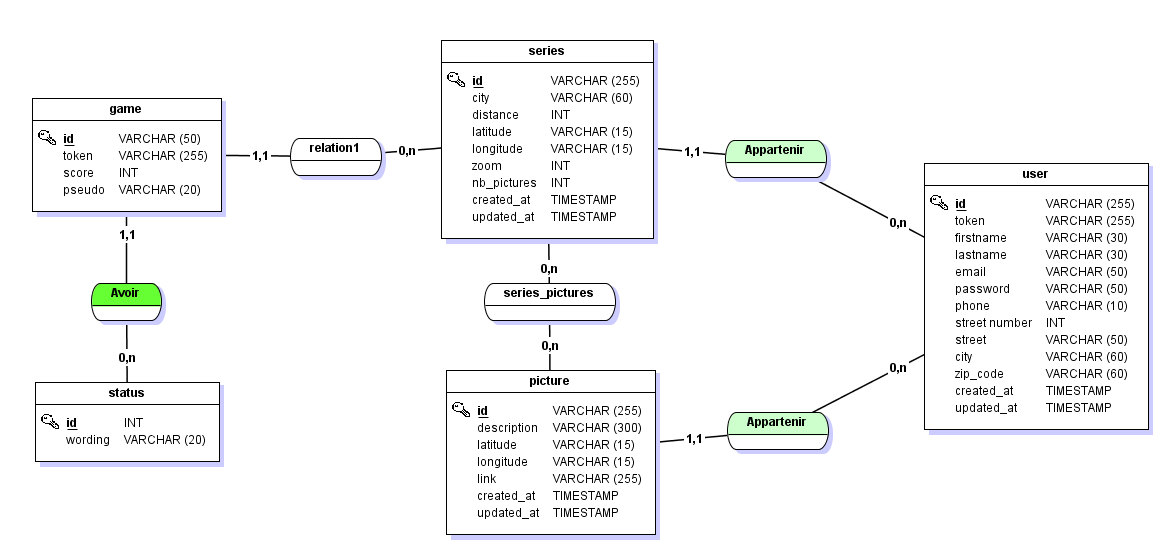 series
id VARCHAR (255)
city VARCHAR (60)
distance INT
latitude VARCHAR (15)
longitude VARCHAR (15)
zoom INT
nb_pictures INT
created_at TIMESTAMP
updated_at TIMESTAMP
game
id VARCHAR (50)
token VARCHAR (255)
score INT
pseudo VARCHAR (20)
1,1
relation1
0,n
1,1
Appartenir
0,n
user
id VARCHAR (255)
token VARCHAR (255)
firstname VARCHAR (30)
lastname VARCHAR (30)
email VARCHAR (50)
password VARCHAR (50)
phone VARCHAR (10)
street number INT
street VARCHAR (50)
city VARCHAR (60)
zip_code VARCHAR (60)
created_at TIMESTAMP
updated_at TIMESTAMP
1,1
Avoir
0,n
0,n
series_pictures
0,n
status
id INT
wording VARCHAR (20)
picture
id VARCHAR (255)
description VARCHAR (300)
latitude VARCHAR (15)
longitude VARCHAR (15)
link VARCHAR (255)
created_at TIMESTAMP
updated_at TIMESTAMP
1,1
Appartenir
0,n